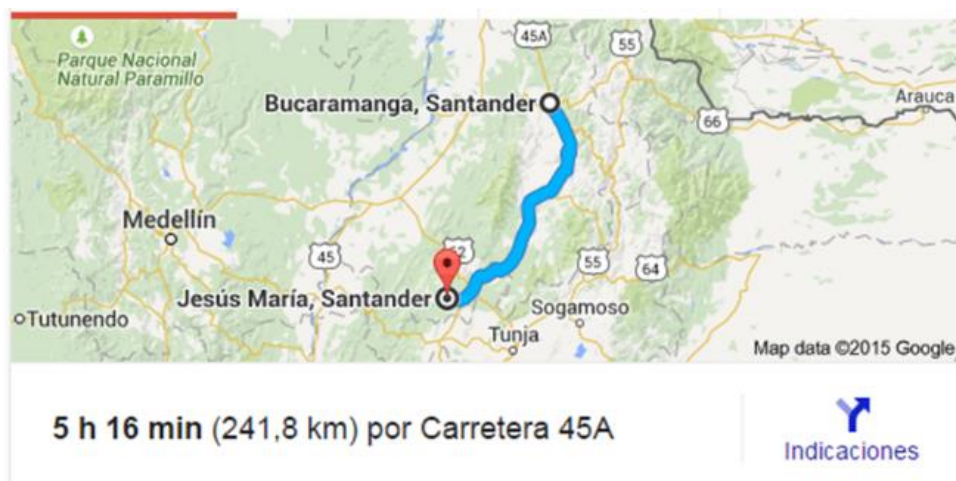 Parque Nacional
Natural Paramillo
45A
55
Bucaramanga, Santander
Arauca
66
Medellín
45
55
64
Jesús María, Santander
Sogamoso
Tutunendo
Tunja
Map data ©2015 Google
5 h 16 min (241,8 km) por Carretera 45A
Indicaciones